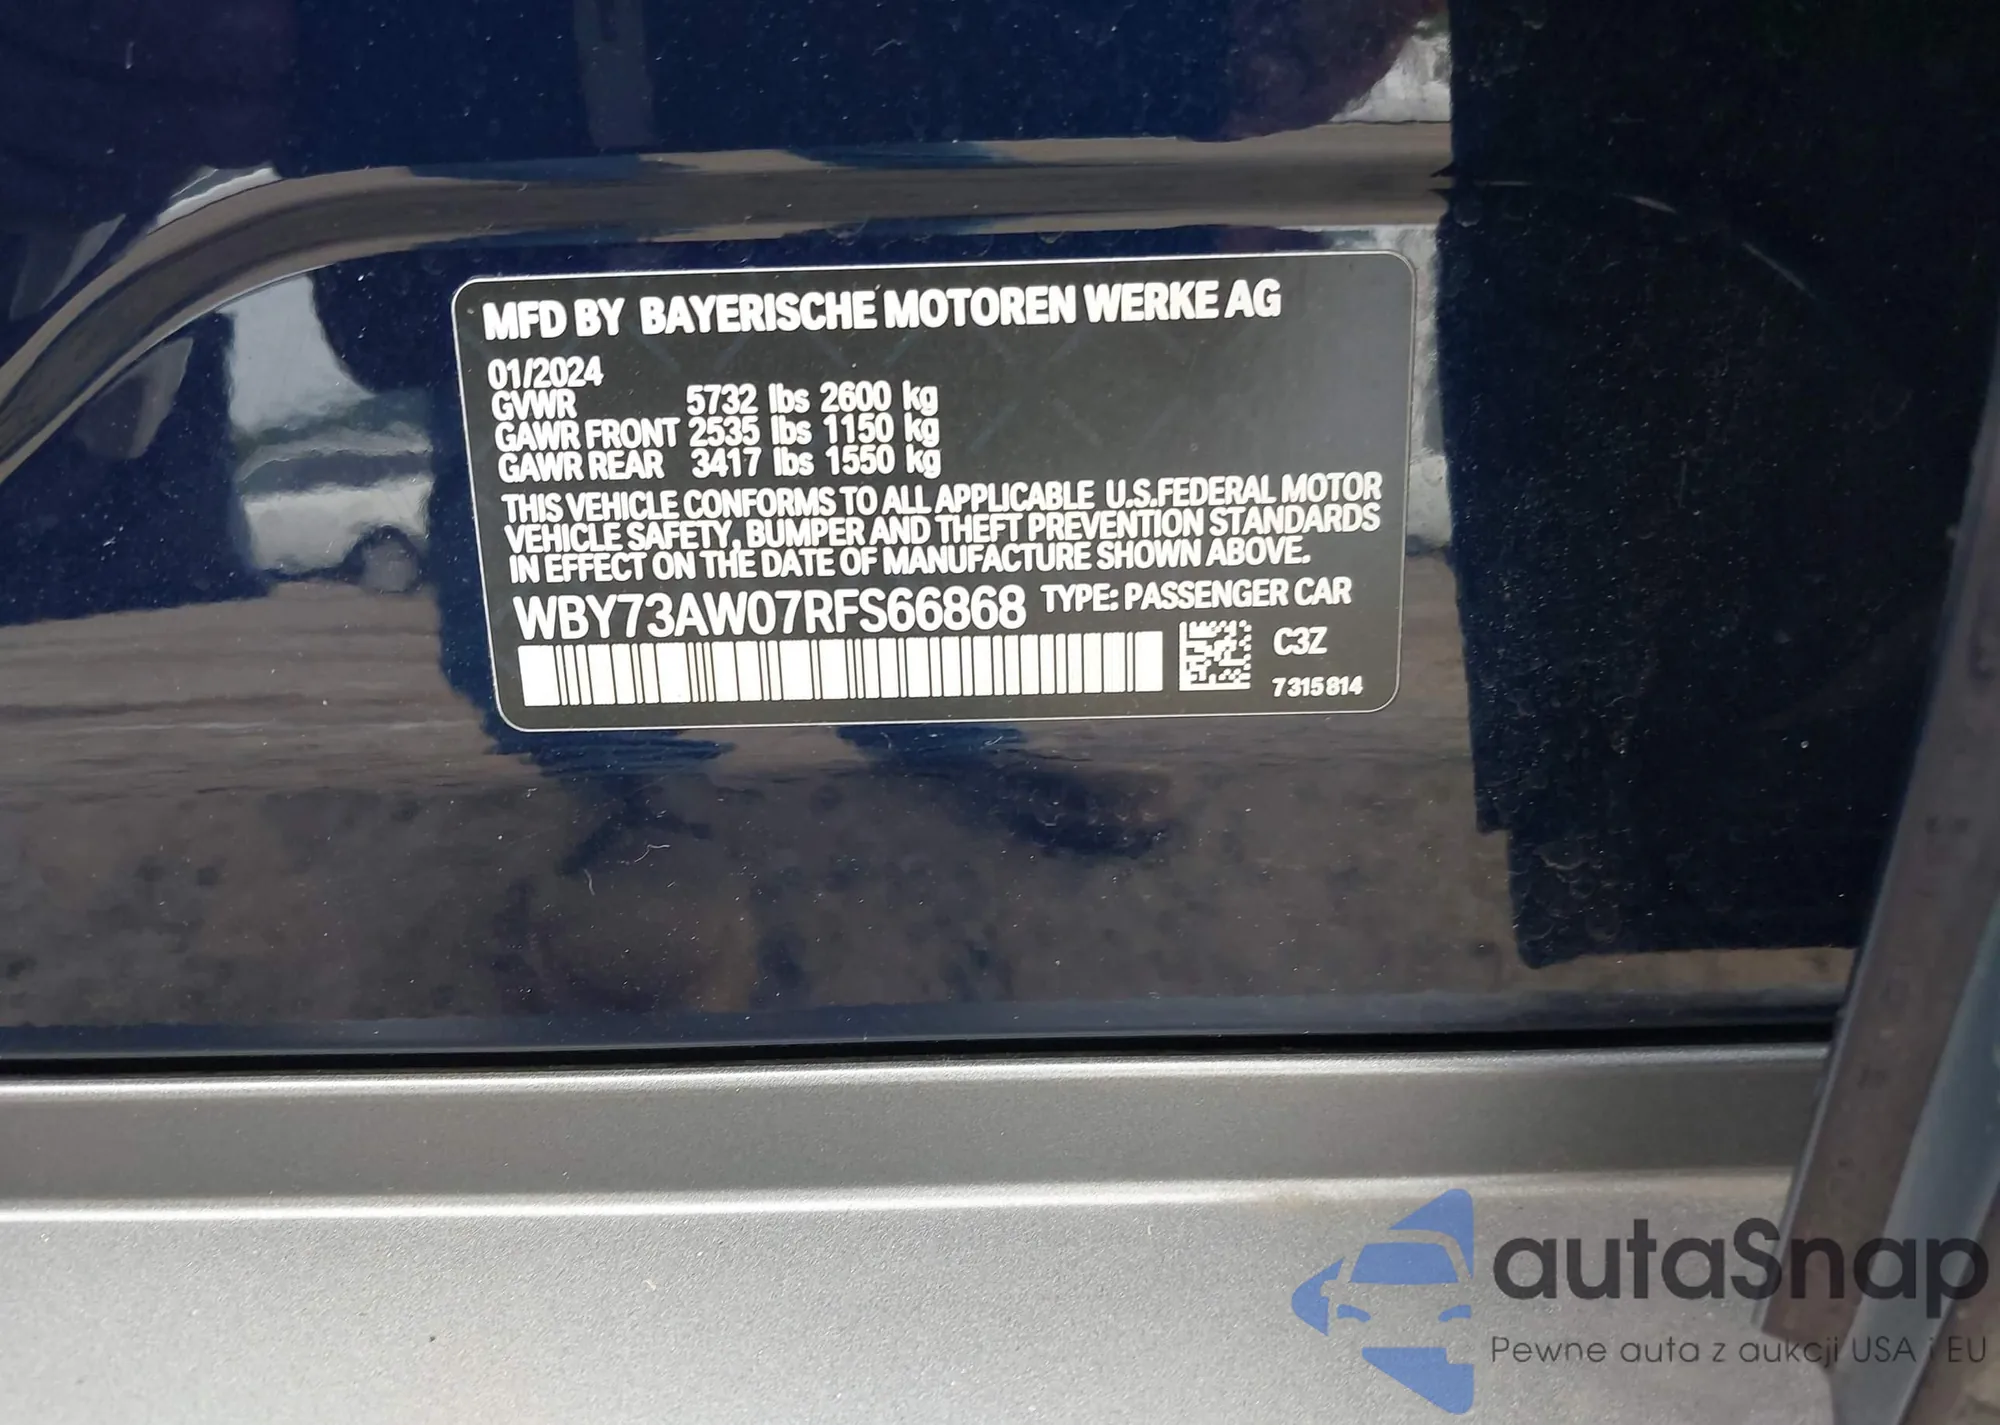 MFD BY BAYERISCHE MOTOREN WERKE AG
01/2024
GVWR 5732 lbs 2600 kg
GAWR FRONT 2535 lbs 1150 kg
GAWR REAR 3417 lbs 1550 kg
THIS VEHICLE CONFORMS TO ALL APPLICABLE U.S.FEDERAL MOTOR
VEHICLE SAFETY, BUMPER AND THEFT PREVENTION STANDARDS
IN EFFECT ON THE DATE OF MANUFACTURE SHOWN ABOVE.
WBY73AW07RFS66868 TYPE: PASSENGER CAR
C3Z
7315814
autaSnap
Pewne auta z aukcji USA i EU